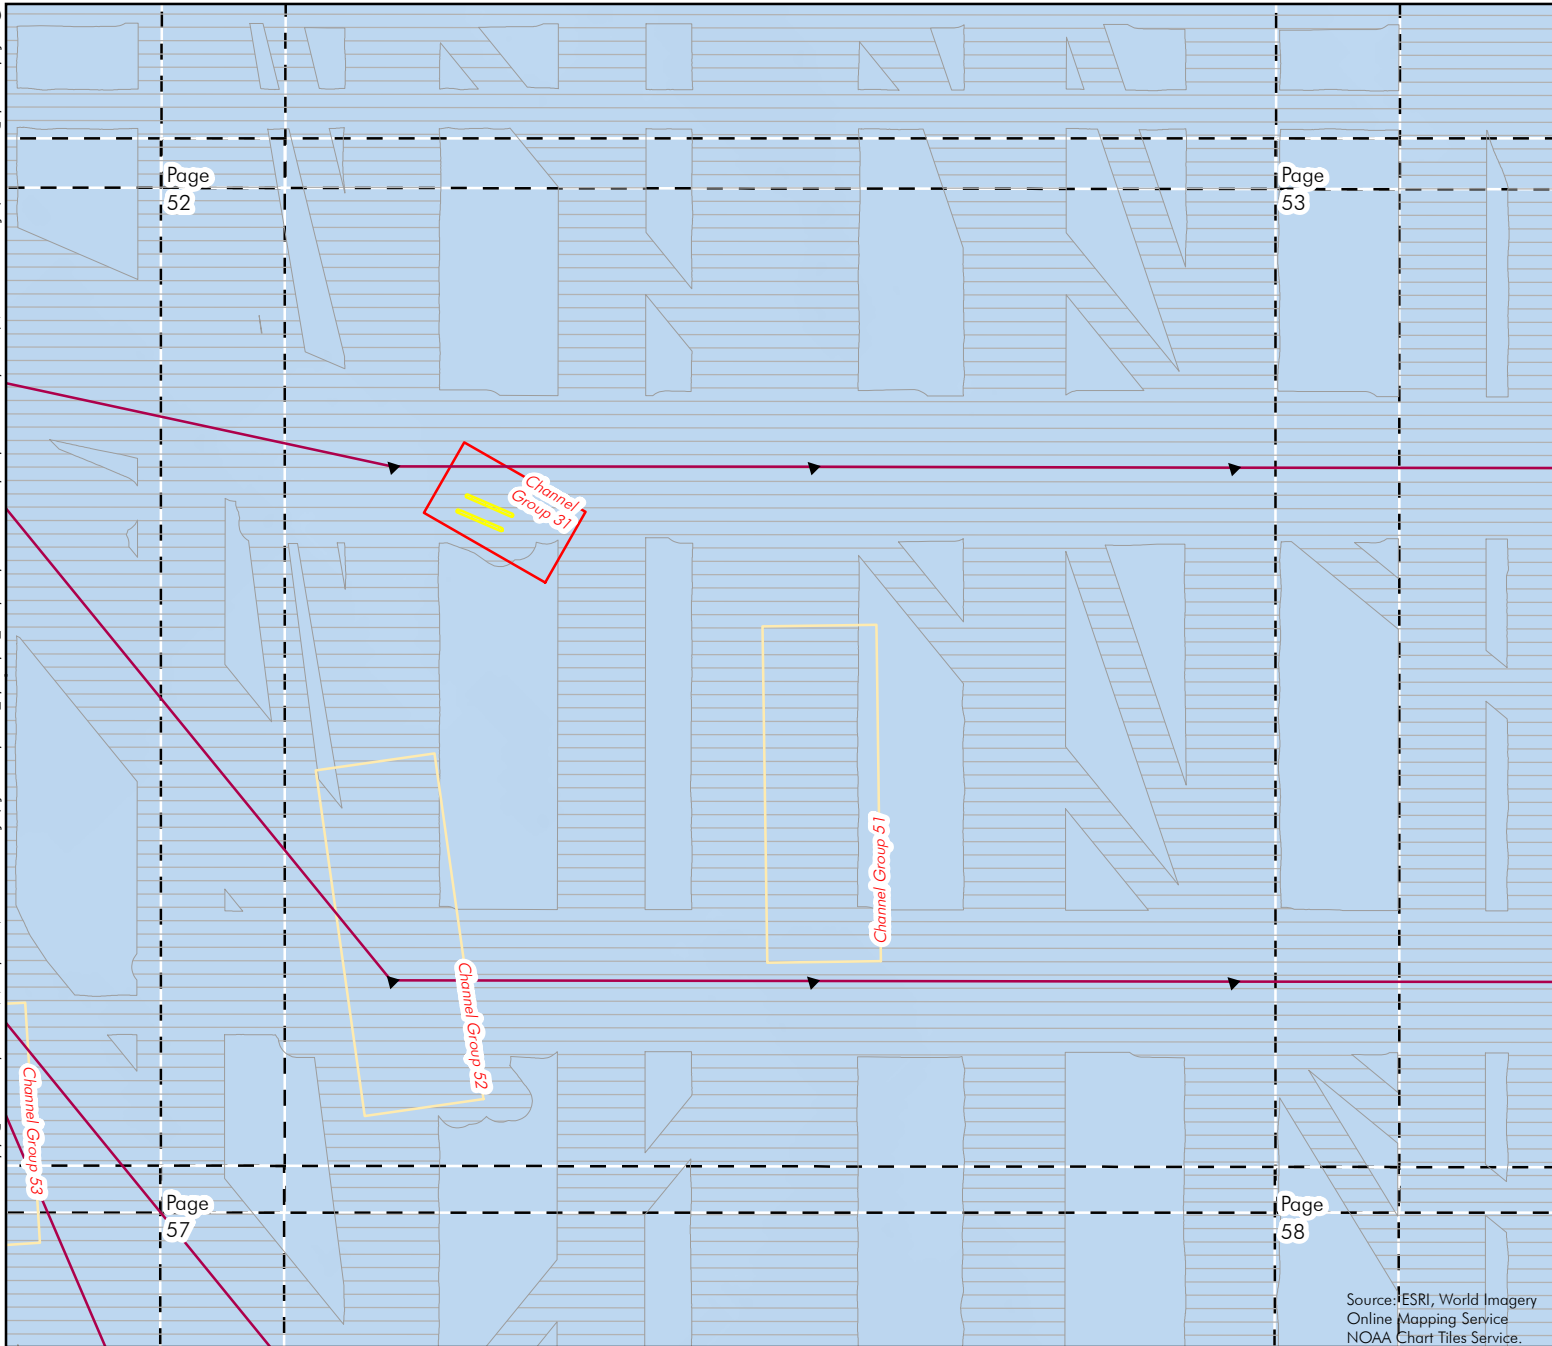 Page
52
Page
53
Channel
Group 31
Channel Group 51
Channel Group 52
Channel Group 53
Page
57
Page
58
Source: ESRI, World Imagery
Online Mapping Service
NOAA Chart Tiles Service.